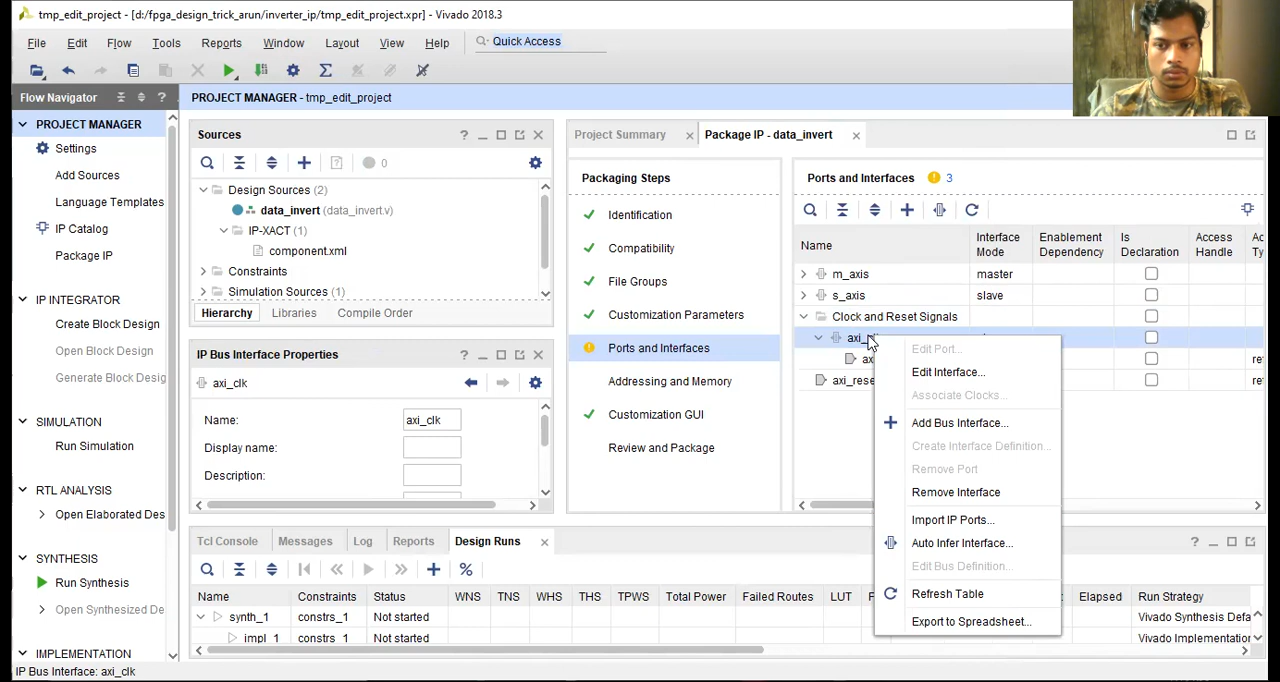 tmp_edit_project - [d:/fpga_design_trick_arun/inverter_ip/tmp_edit_project.xpr] - Vivado 2018.3
File Edit Flow Tools Reports Window Layout View Help Quick Access
Flow Navigator ?
PROJECT MANAGER - tmp_edit_project
PROJECT MANAGER
Settings
Add Sources
Language Templates
IP Catalog
Package IP
IP INTEGRATOR
Create Block Design
Open Block Design
Generate Block Design
SIMULATION
Run Simulation
RTL ANALYSIS
Open Elaborated Des
SYNTHESIS
Run Synthesis
Open Synthesized De
IMPLEMENTATION
Sources ?
0
Design Sources (2)
data_invert (data_invert.v)
IP-XACT (1)
component.xml
Constraints
Simulation Sources (1)
Hierarchy Libraries Compile Order
IP Bus Interface Properties ?
axi_clk
Name: axi_clk
Display name:
Description:
Project Summary Package IP - data_invert
Packaging Steps
Identification
Compatibility
File Groups
Customization Parameters
Ports and Interfaces
Addressing and Memory
Customization GUI
Review and Package
Ports and Interfaces 3
Name Interface Mode Enablement Dependency Is Declaration Access Handle
m_axis master
s_axis slave
Clock and Reset Signals
Edit Port...
Edit Interface...
Associate Clocks...
Add Bus Interface...
Create Interface Definition...
Remove Port
Remove Interface
Import IP Ports...
Auto Infer Interface...
Edit Bus Definition...
Refresh Table
Export to Spreadsheet...
Tcl Console Messages Log Reports Design Runs ?
Name Constraints Status WNS TNS WHS THS TPWS Total Power Failed Routes LUT Elapsed Run Strategy
synth_1 constrs_1 Not started Vivado Synthesis Defa
impl_1 constrs_1 Not started Vivado Implementation
IP Bus Interface: axi_clk